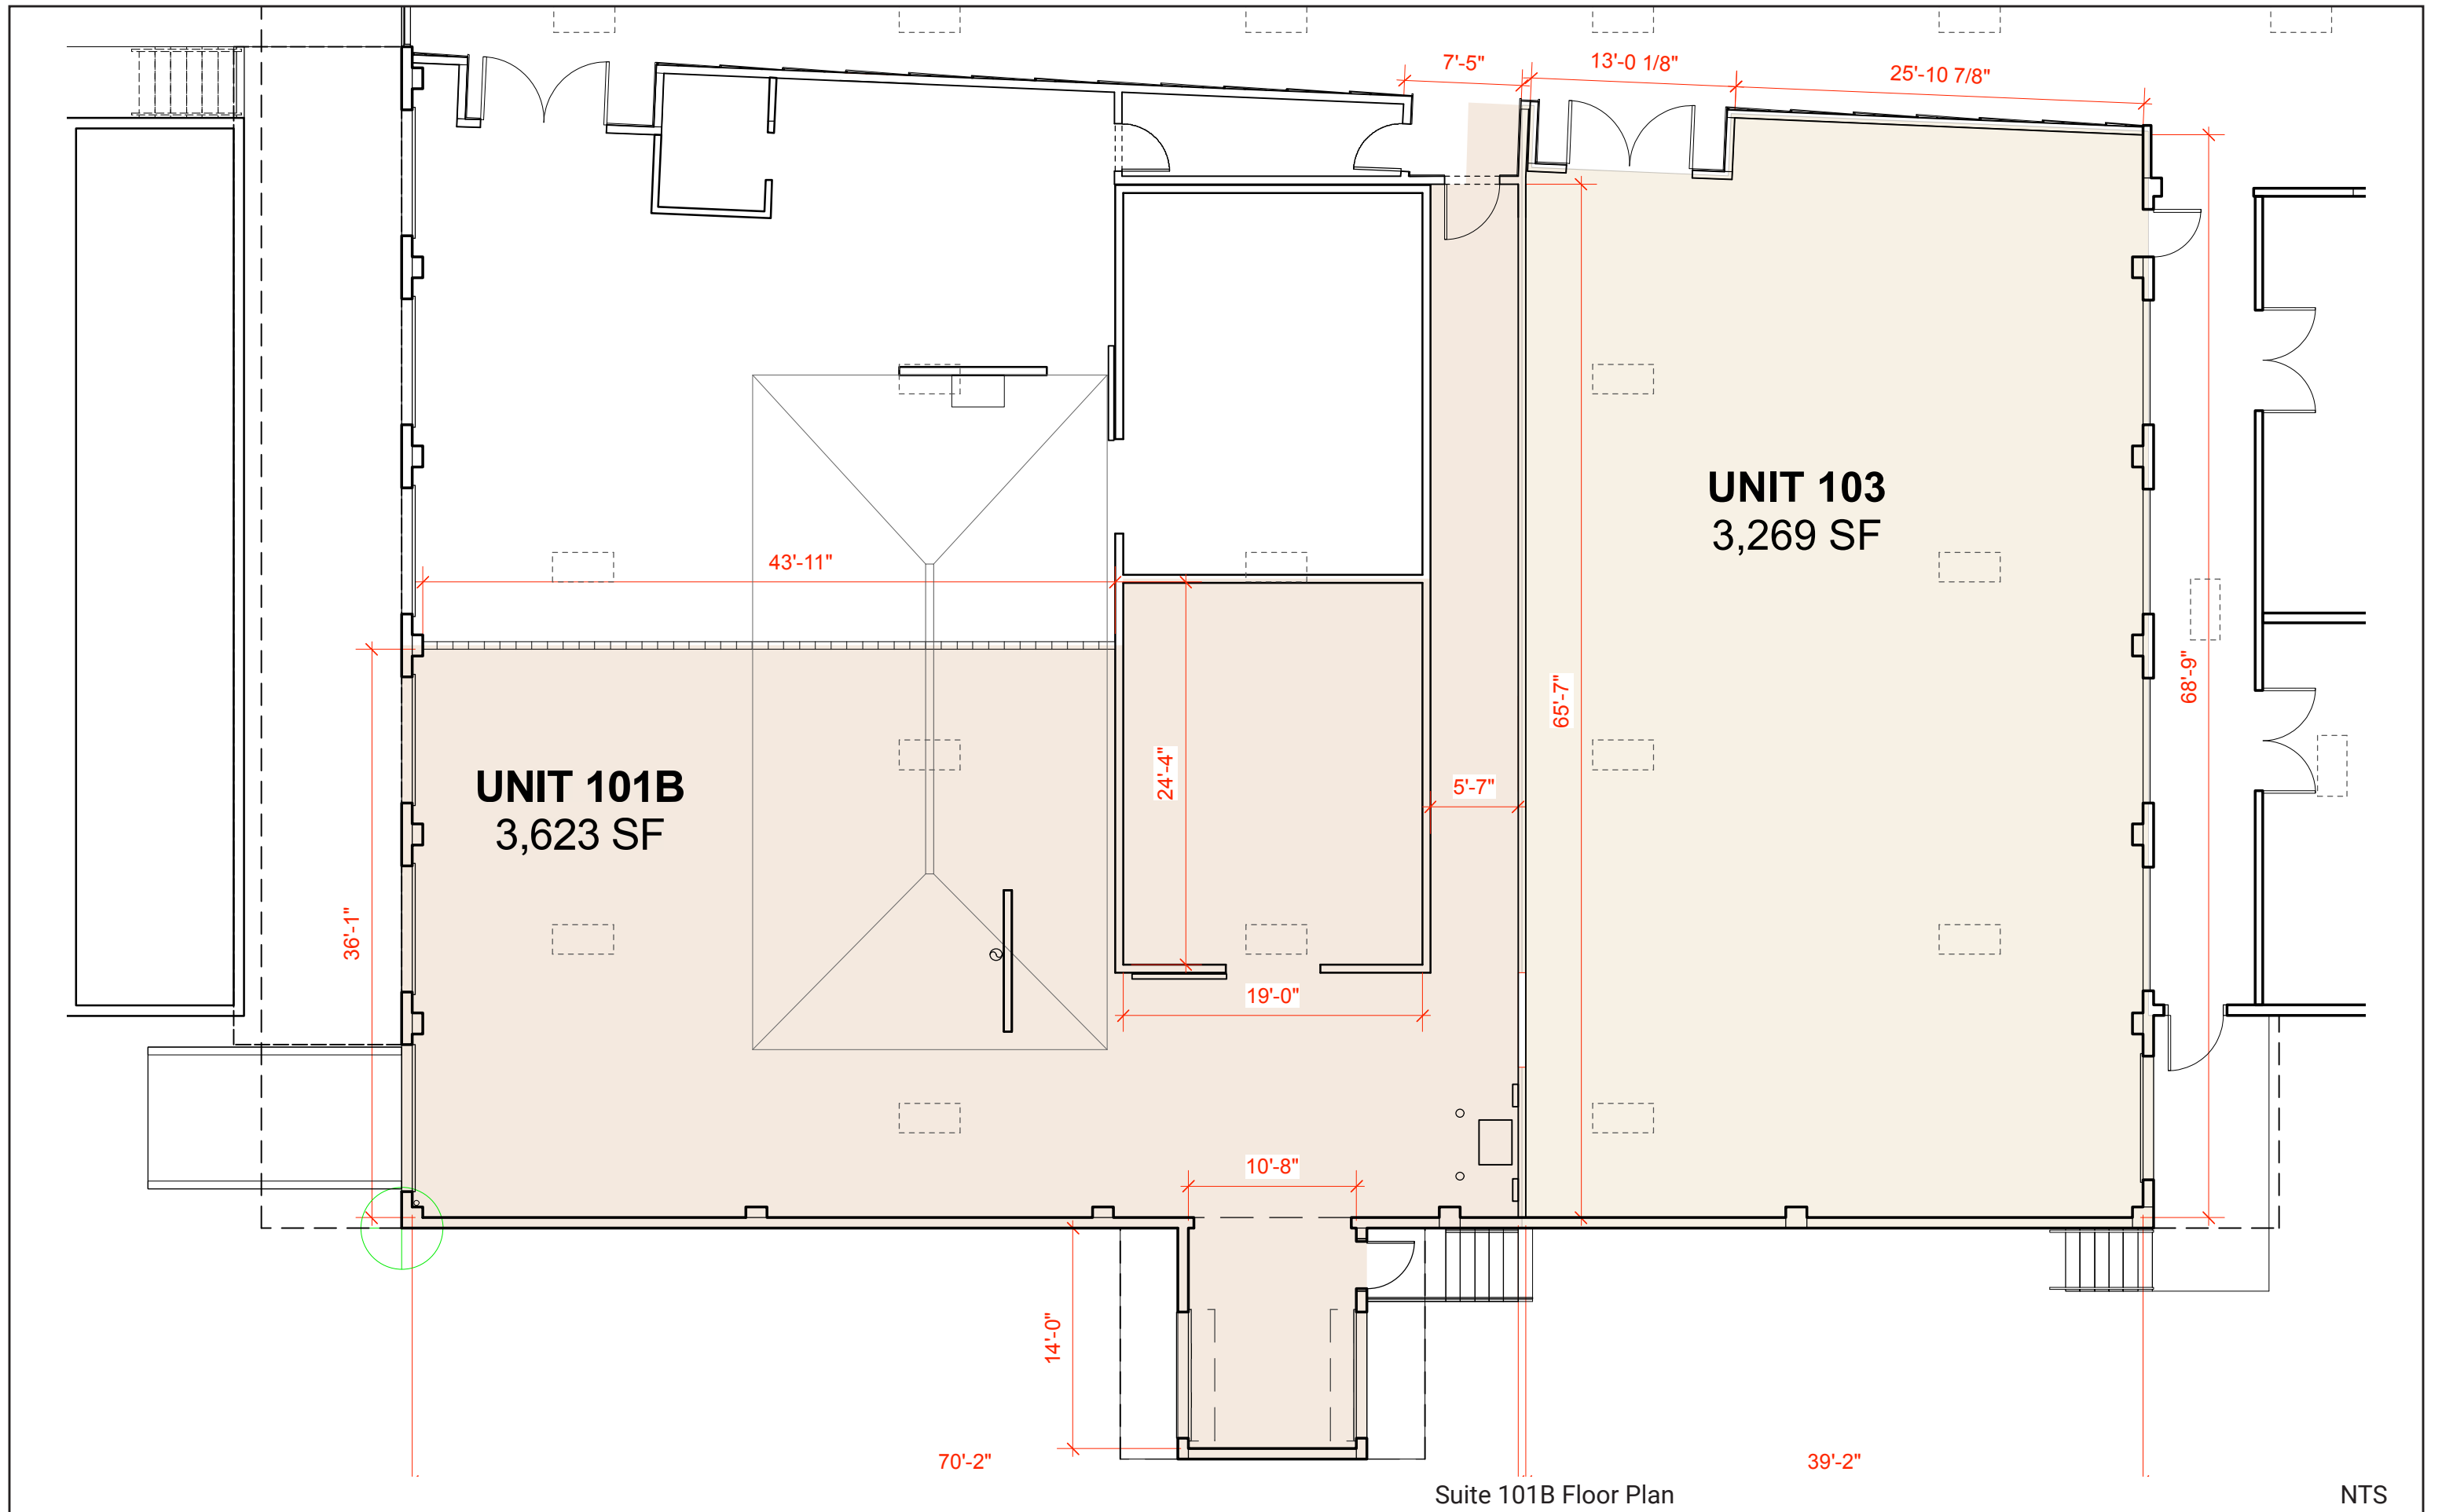 7'-5"
13'-0 1/8"
25'-10 7/8"
UNIT 103
3,269 SF
43'-11"
65'-7"
68'-9"
24'-4"
5'-7"
UNIT 101B
3,623 SF
36'-1"
19'-0"
10'-8"
14'-0"
70'-2"
39'-2"
Suite 101B Floor Plan
NTS